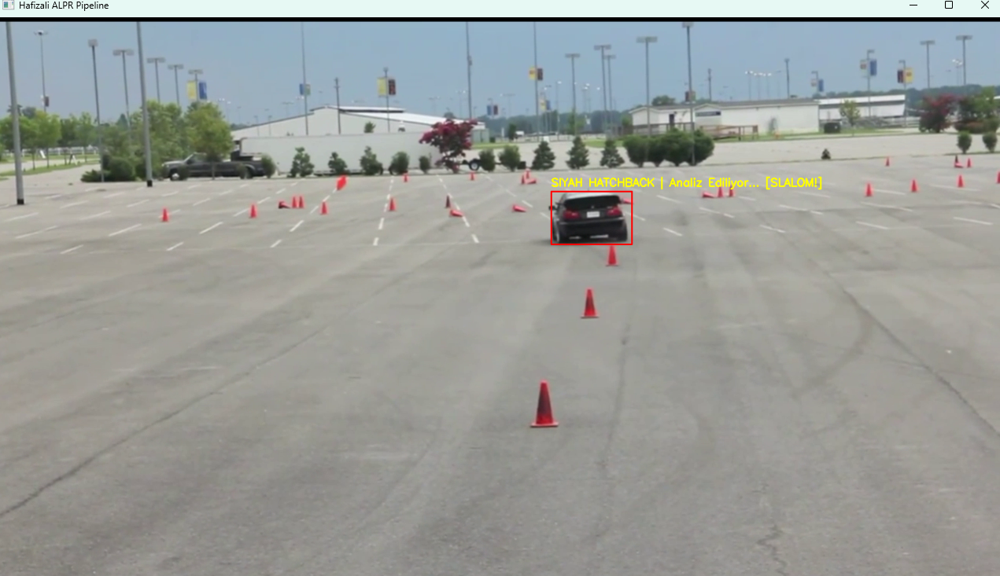 Hafizali ALPR Pipeline
SIYAH HATCHBACK | Analiz Ediliyor... [SLALOM!]